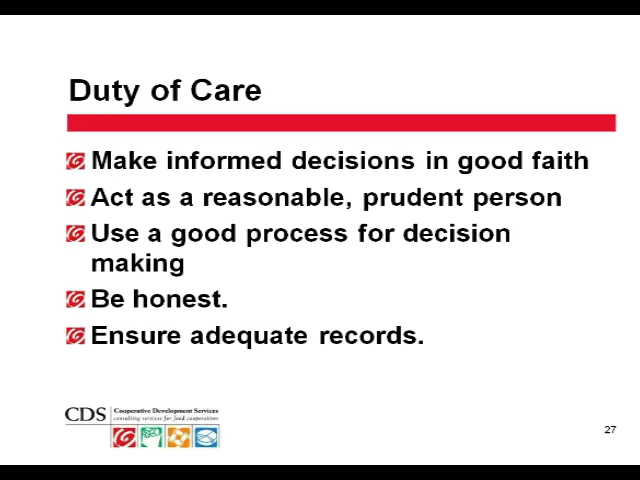 Duty of Care
Make informed decisions in good faith
Act as a reasonable, prudent person
Use a good process for decision
making
Be honest.
Ensure adequate records.
CDS Cooperative Development Services
consulting services for food cooperatives
27